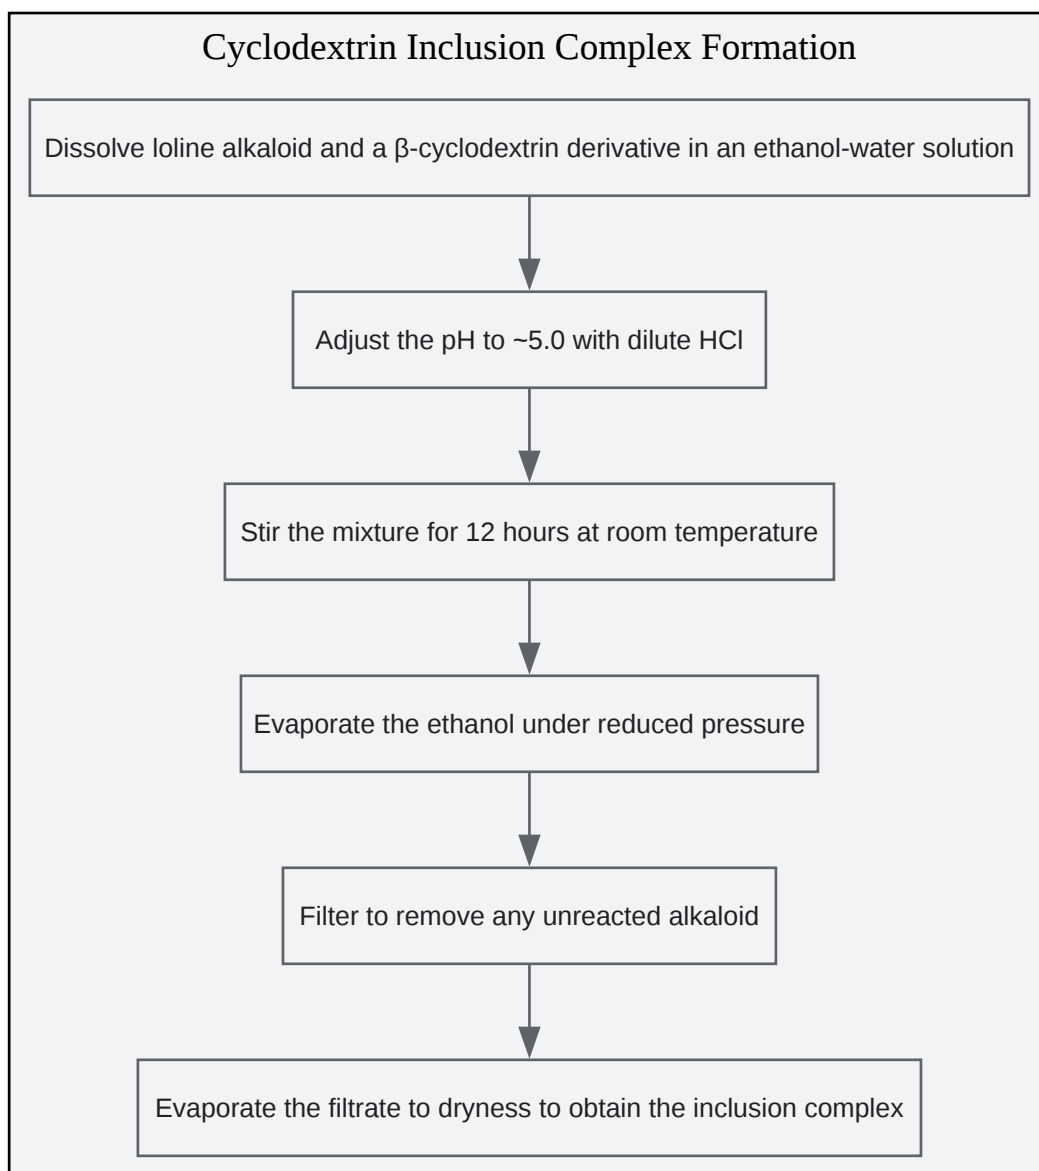 Cyclodextrin Inclusion Complex Formation
Dissolve loline alkaloid and a β-cyclodextrin derivative in an ethanol-water solution
Adjust the pH to ~5.0 with dilute HCl
Stir the mixture for 12 hours at room temperature
Evaporate the ethanol under reduced pressure
Filter to remove any unreacted alkaloid
Evaporate the filtrate to dryness to obtain the inclusion complex